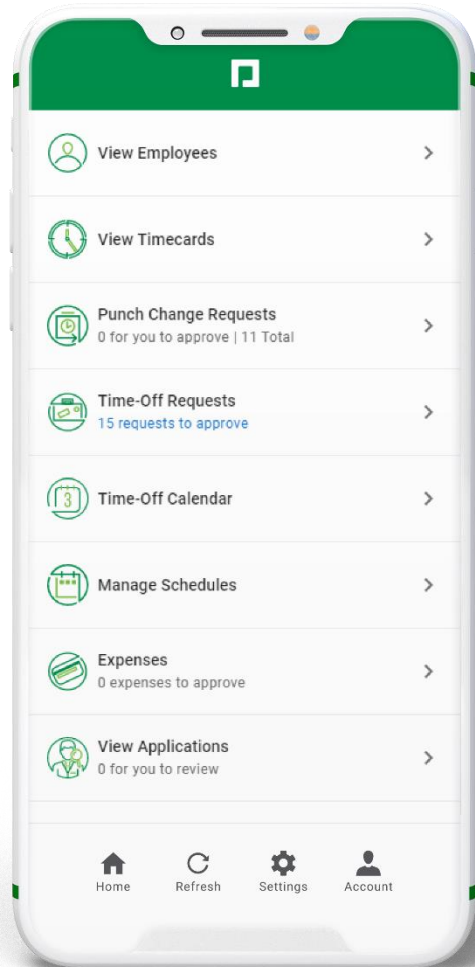 View Employees
View Timecards
Punch Change Requests
0 for you to approve | 11 Total
Time-Off Requests
15 requests to approve
3
Time-Off Calendar
Manage Schedules
Expenses
0 expenses to approve
View Applications
0 for you to review
Home Refresh Settings Account